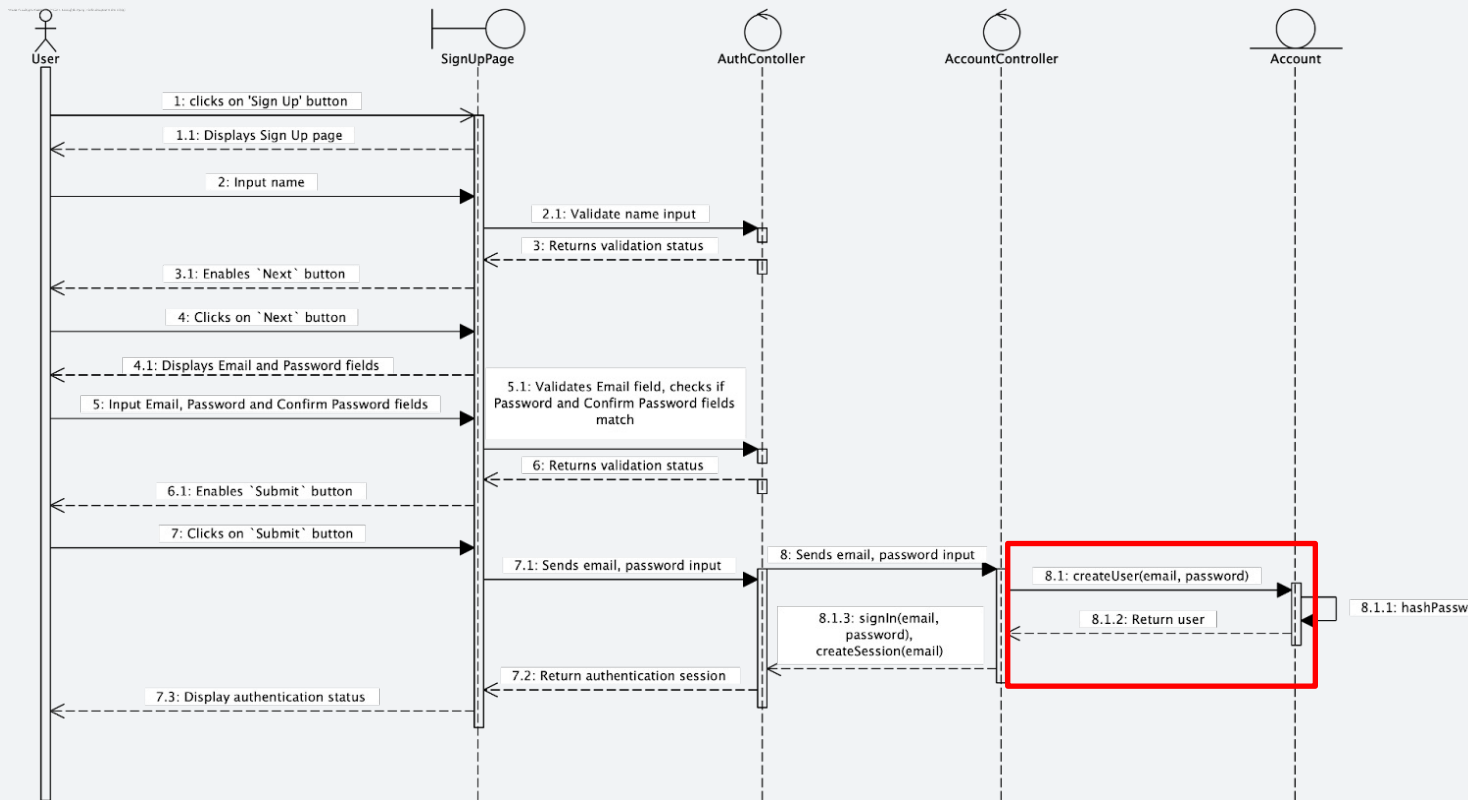 User
SignUpPage
AuthContoller
AccountController
Account
1: clicks on 'Sign Up' button
1.1: Displays Sign Up page
2: Input name
2.1: Validate name input
3: Returns validation status
3.1: Enables `Next` button
4: Clicks on `Next` button
4.1: Displays Email and Password fields
5.1: Validates Email field, checks if
Password and Confirm Password fields
match
5: Input Email, Password and Confirm Password fields
6: Returns validation status
6.1: Enables `Submit` button
7: Clicks on `Submit` button
7.1: Sends email, password input
8: Sends email, password input
8.1: createUser(email, password)
8.1.1: hashPassw
8.1.2: Return user
8.1.3: signIn(email,
password),
createSession(email)
7.2: Return authentication session
7.3: Display authentication status